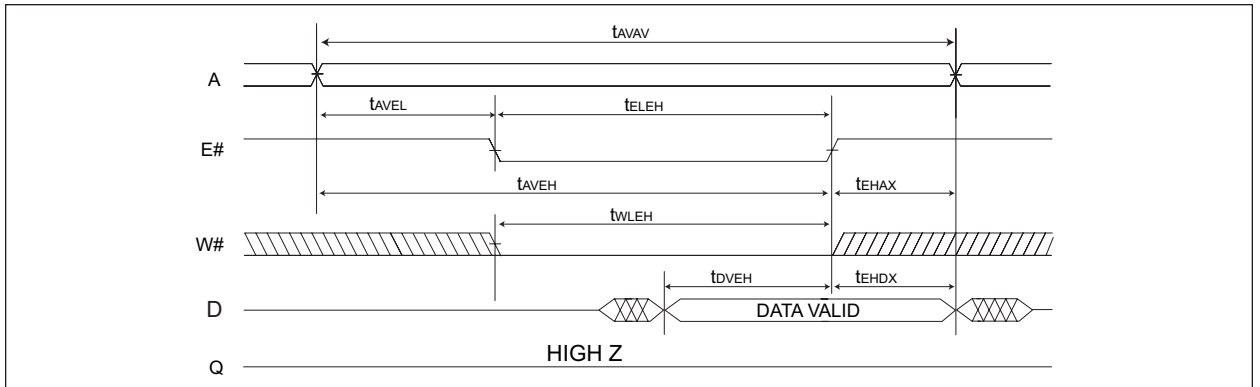 tAVAV
A
tAVEL tELEH
E#
tAVEH tEHAX
tWLEH
W#
tDVEH tEHDX
D DATA VALID
HIGH Z
Q